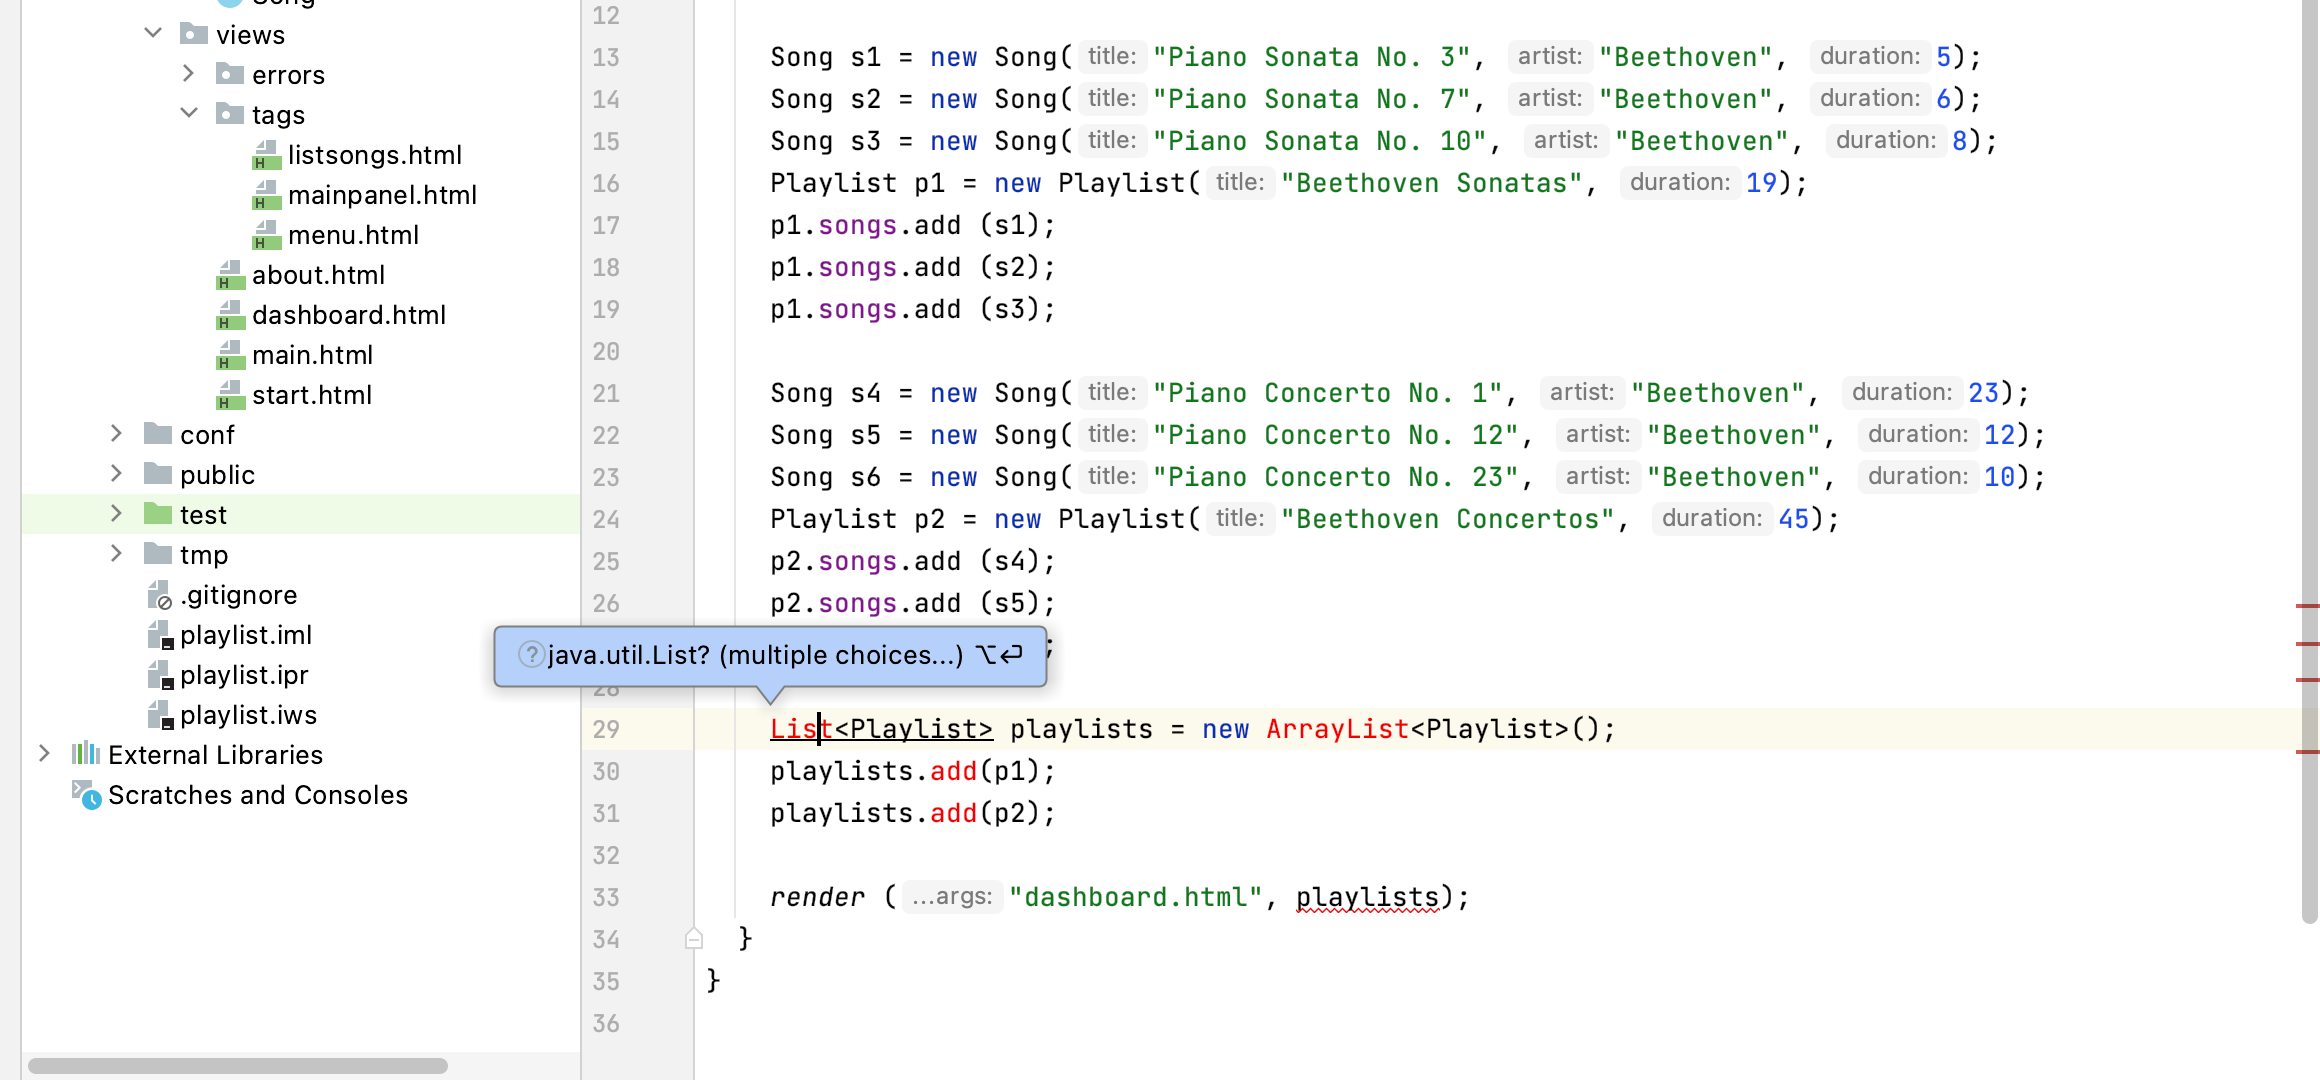 Song
views
errors
tags
listsongs.html
mainpanel.html
menu.html
about.html
dashboard.html
main.html
start.html
conf
public
test
tmp
.gitignore
playlist.iml
playlist.ipr
playlist.iws
External Libraries
Scratches and Consoles
12
13 Song s1 = new Song( title: "Piano Sonata No. 3", artist: "Beethoven", duration: 5);
14 Song s2 = new Song( title: "Piano Sonata No. 7", artist: "Beethoven", duration: 6);
15 Song s3 = new Song( title: "Piano Sonata No. 10", artist: "Beethoven", duration: 8);
16 Playlist p1 = new Playlist( title: "Beethoven Sonatas", duration: 19);
17 p1.songs.add (s1);
18 p1.songs.add (s2);
19 p1.songs.add (s3);
20
21 Song s4 = new Song( title: "Piano Concerto No. 1", artist: "Beethoven", duration: 23);
22 Song s5 = new Song( title: "Piano Concerto No. 12", artist: "Beethoven", duration: 12);
23 Song s6 = new Song( title: "Piano Concerto No. 23", artist: "Beethoven", duration: 10);
24 Playlist p2 = new Playlist( title: "Beethoven Concertos", duration: 45);
25 p2.songs.add (s4);
26 p2.songs.add (s5);
?java.util.List? (multiple choices...) ⌥⏎ ;
28
29 List<Playlist> playlists = new ArrayList<Playlist>();
30 playlists.add(p1);
31 playlists.add(p2);
32
33 render ( ...args: "dashboard.html", playlists);
34 }
35 }
36